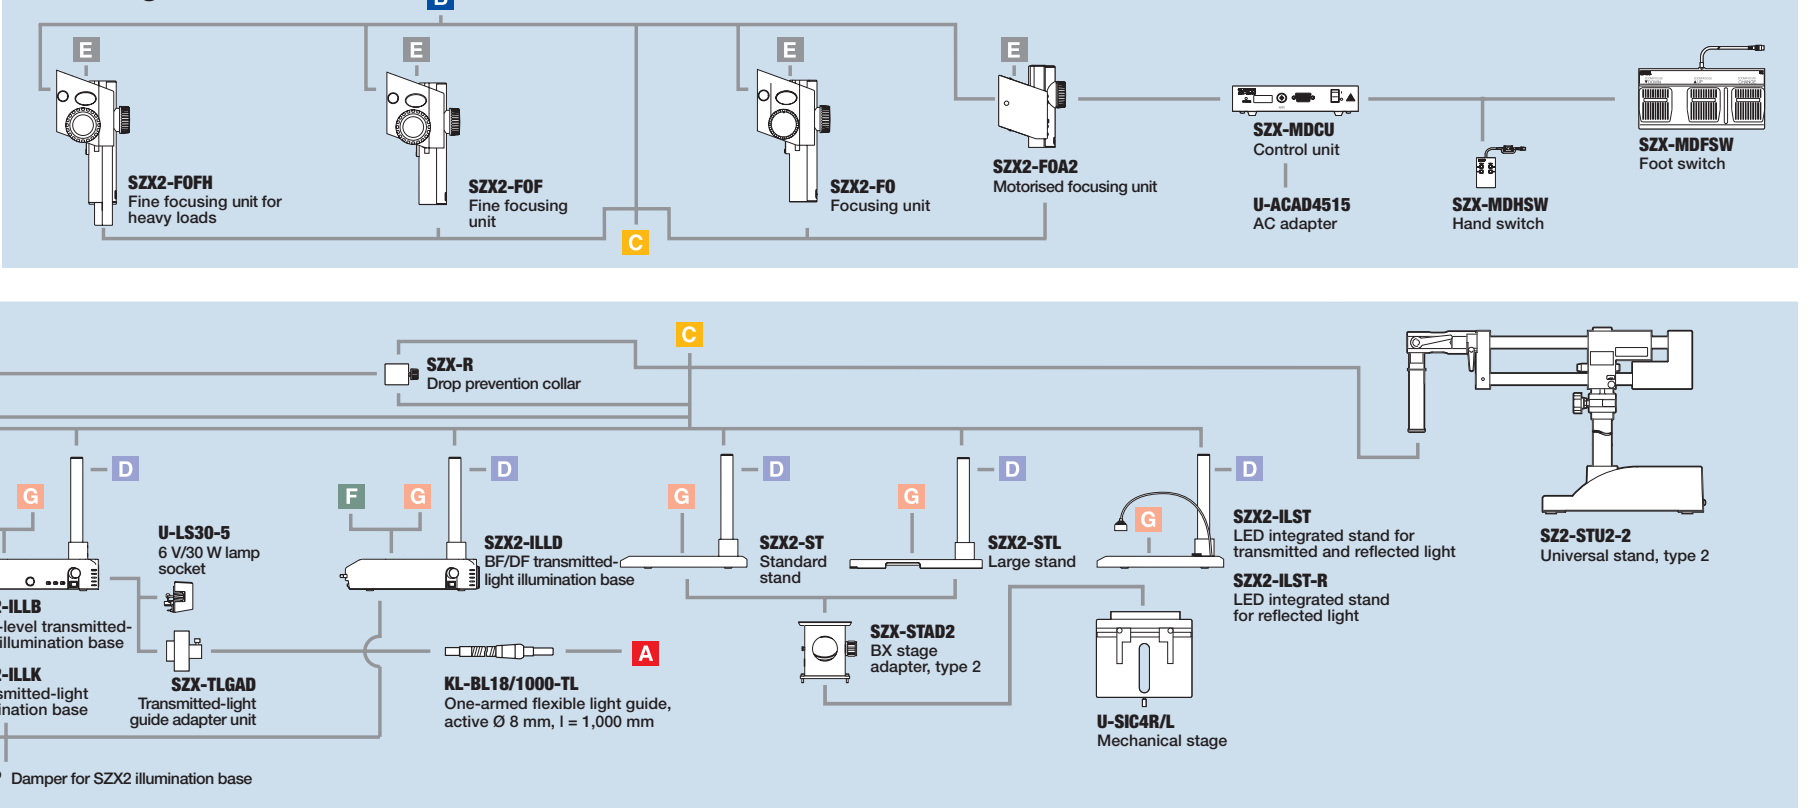 B
E
E
E
E
SZX2-FOFH
Fine focusing unit for
heavy loads
SZX2-FOF
Fine focusing
unit
SZX2-FO
Focusing unit
SZX2-FOA2
Motorised focusing unit
SZX-MDCU
Control unit
U-ACAD4515
AC adapter
SZX-MDHSW
Hand switch
SZX-MDFSW
Foot switch
C
C
SZX-R
Drop prevention collar
D
D
D
D
D
G
F
G
G
G
G
U-LS30-5
6 V/30 W lamp
socket
SZX2-ILLD
BF/DF transmitted-
light illumination base
SZX2-ST
Standard
stand
SZX2-STL
Large stand
SZX2-ILST
LED integrated stand for
transmitted and reflected light
SZX2-ILST-R
LED integrated stand
for reflected light
SZ2-STU2-2
Universal stand, type 2
2-ILLB
-level transmitted-
illumination base
2-ILLK
smitted-light
ination base
SZX-TLGAD
Transmitted-light
guide adapter unit
KL-BL18/1000-TL
One-armed flexible light guide,
active Ø 8 mm, l = 1,000 mm
A
SZX-STAD2
BX stage
adapter, type 2
U-SIC4R/L
Mechanical stage
Damper for SZX2 illumination base